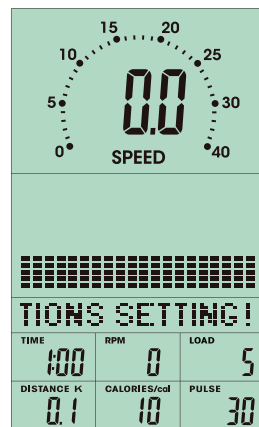 15 20
10 25
5 0.0 30
0 SPEED 40
TIONS SETTING!
TIME RPM LOAD
1:00 0 5
DISTANCE K CALORIES/cal PULSE
0.1 10 30